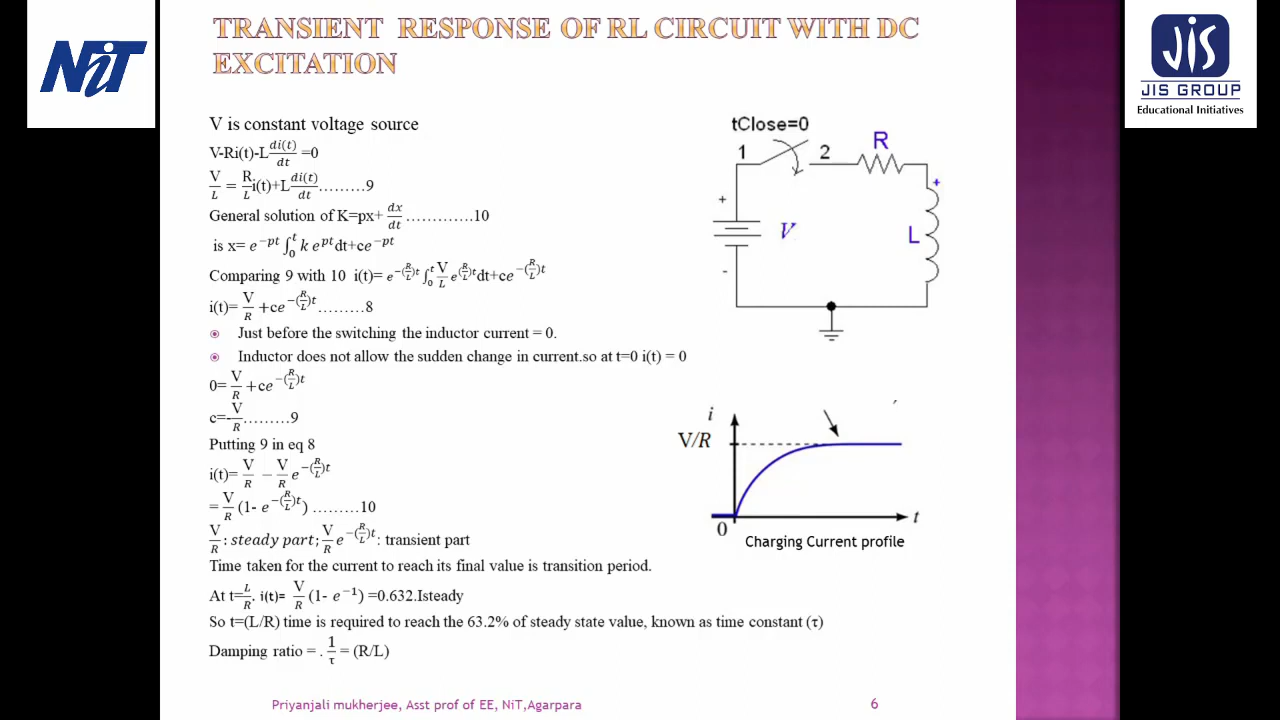 NiT
TRANSIENT RESPONSE OF RL CIRCUIT WITH DC
EXCITATION
JIS
JIS GROUP
Educational Initiatives
V is constant voltage source
V-Ri(t)-L di(t)/dt =0
V/L = R/L i(t)+L di(t)/dt ………9
General solution of K=px+ dx/dt ………….10
is x= e^−pt ∫₀^t k e^pt dt+ce^−pt
Comparing 9 with 10 i(t)= e^−(R/L)t ∫₀^t V/L e^(R/L)t dt+ce^−(R/L)t
i(t)= V/R +ce^−(R/L)t ………8
Just before the switching the inductor current = 0.
Inductor does not allow the sudden change in current.so at t=0 i(t) = 0
0= V/R +ce^−(R/L)t
c=-V/R ………9
Putting 9 in eq 8
i(t)= V/R − V/R e^−(R/L)t
= V/R (1- e^−(R/L)t) ………10
V/R : steady part; V/R e^−(R/L)t : transient part
Time taken for the current to reach its final value is transition period.
At t=L/R. i(t)= V/R (1- e^−1) =0.632.Isteady
So t=(L/R) time is required to reach the 63.2% of steady state value, known as time constant (τ)
Damping ratio = . 1/τ = (R/L)
tClose=0
1
2
R
+
+
V
L
-
i
V/R
0
t
Charging Current profile
Priyanjali mukherjee, Asst prof of EE, NiT,Agarpara
6